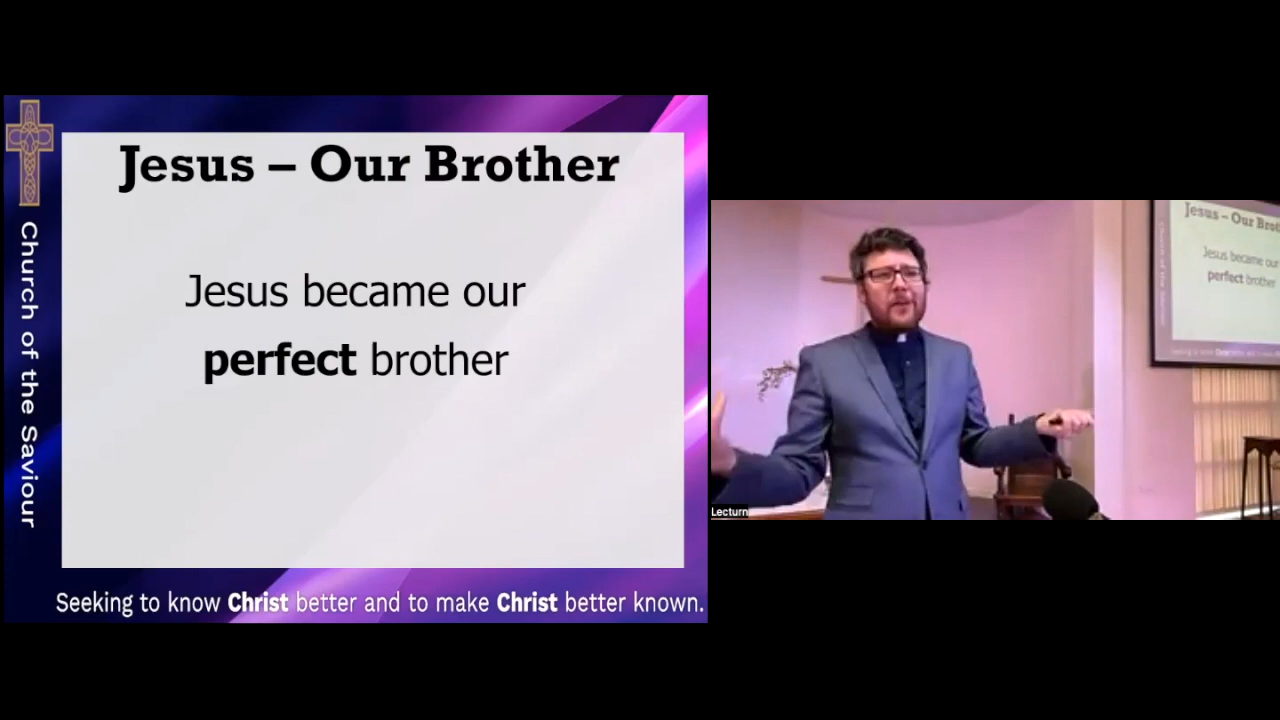 Church of the Saviour
Jesus – Our Brother
Jesus became our
perfect brother
Seeking to know Christ better and to make Christ better known.
Lecturn
Jesus – Our Brot
Jesus became our
perfect brother